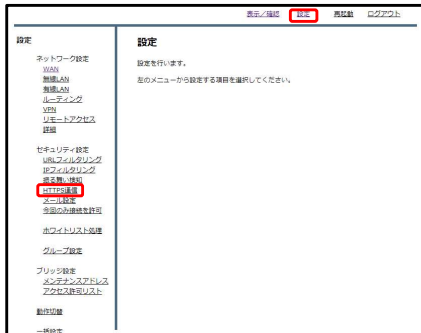 表示／確認 設定 再起動 ログアウト
設定
ネットワーク設定
WAN
無線LAN
有線LAN
ルーティング
VPN
リモートアクセス
詳細
セキュリティ設定
URLフィルタリング
IPフィルタリング
振る舞い検知
HTTPS通信
メール設定
今回のみ接続を許可
ホワイトリスト処理
グループ設定
ブリッジ設定
メンテナンスアドレス
アクセス許可リスト
動作切替
一括設定
設定
設定を行います。
左のメニューから設定する項目を選択してください。